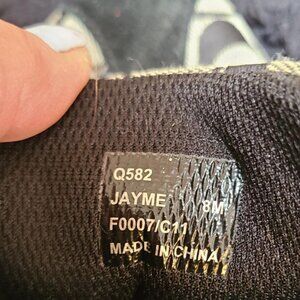 Q582
JAYME 8M
F0007/C11
MADE IN CHINA